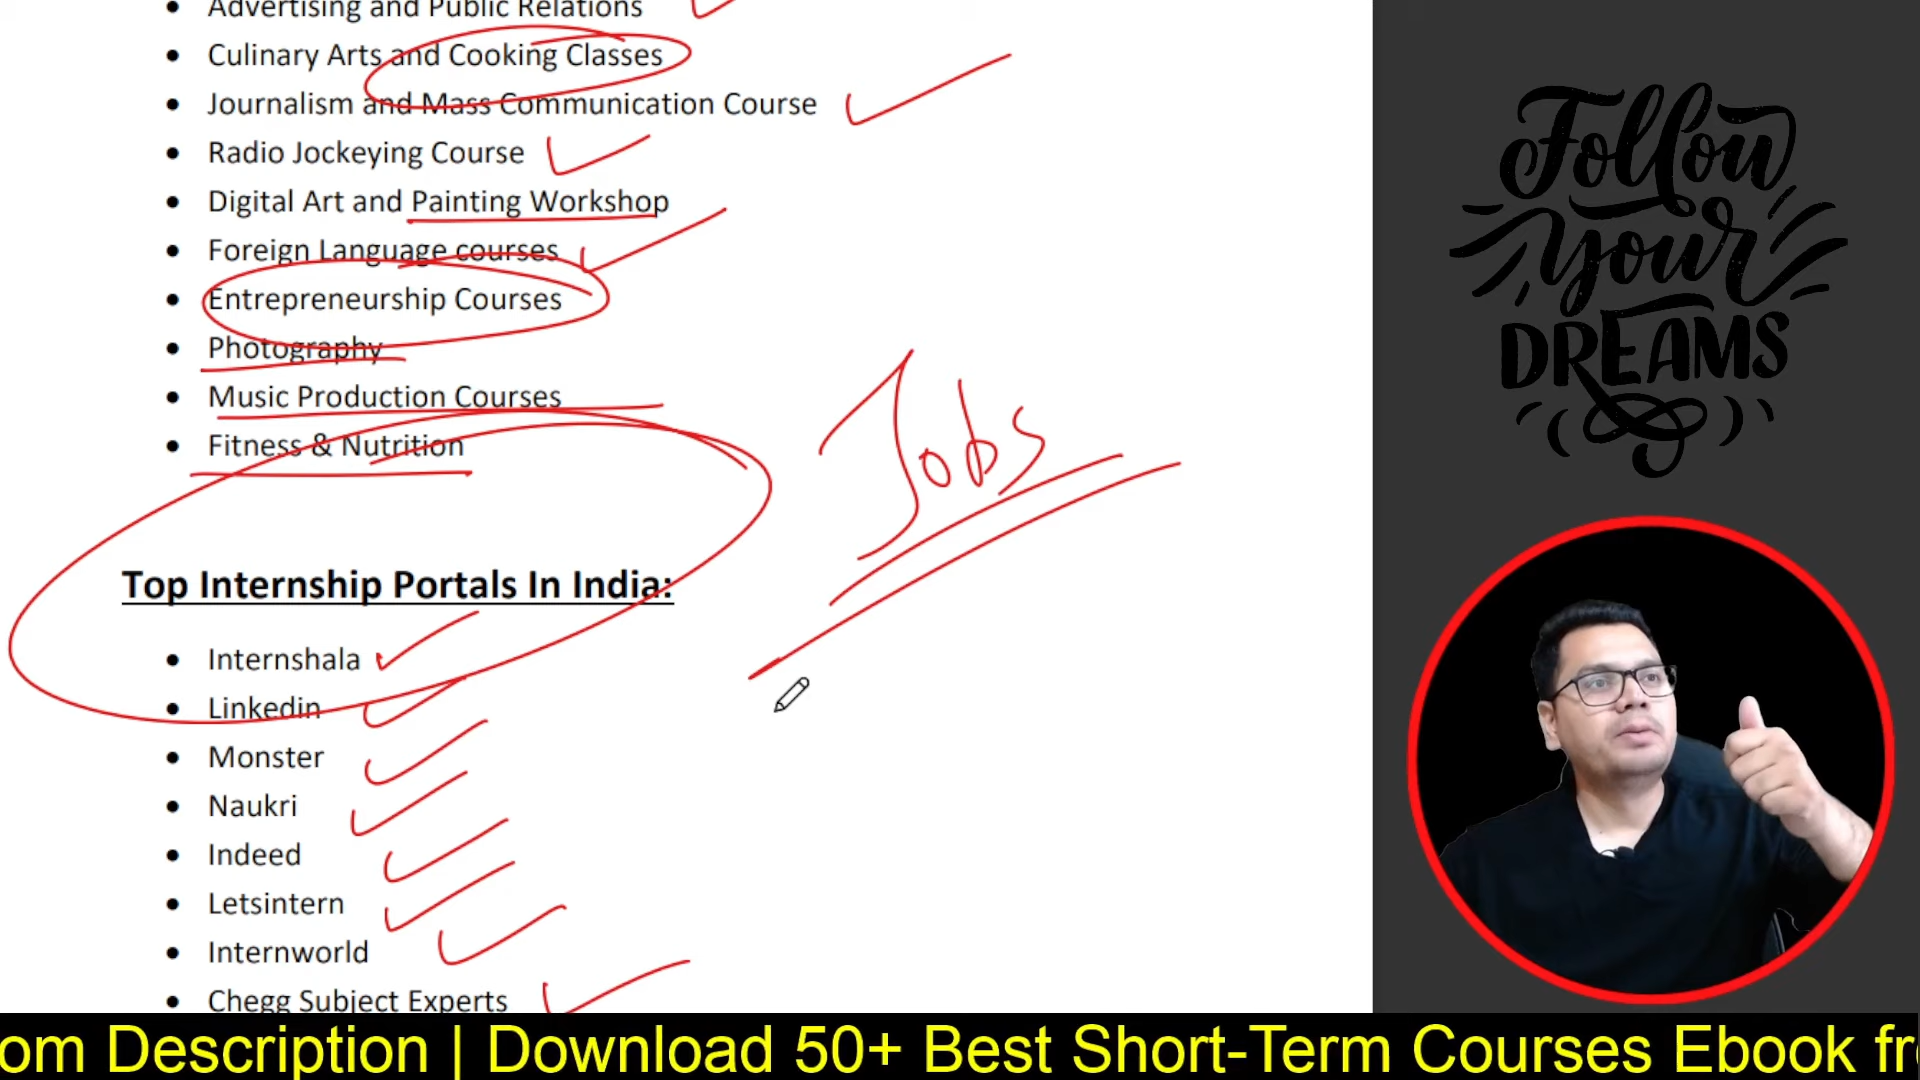 Advertising and Public Relations
Culinary Arts and Cooking Classes
Journalism and Mass Communication Course
Radio Jockeying Course
Digital Art and Painting Workshop
Foreign Language courses
Entrepreneurship Courses
Photography
Music Production Courses
Fitness & Nutrition
Jobs
Top Internship Portals In India:
Internshala
Linkedin
Monster
Naukri
Indeed
Letsintern
Internworld
Chegg Subject Experts
Follow
Your
DREAMS
om Description | Download 50+ Best Short-Term Courses Ebook fr